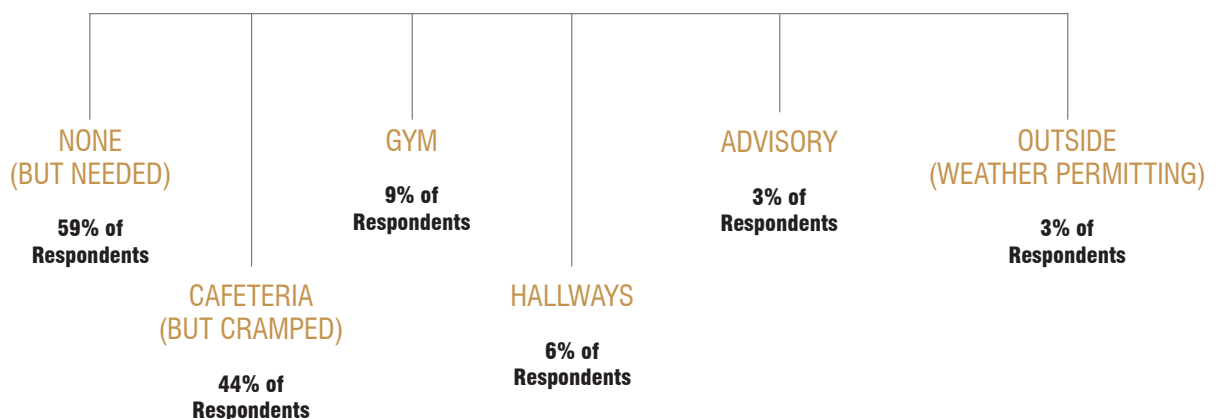 NONE
(BUT NEEDED)
59% of
Respondents
CAFETERIA
(BUT CRAMPED)
44% of
Respondents
GYM
9% of
Respondents
HALLWAYS
6% of
Respondents
ADVISORY
3% of
Respondents
OUTSIDE
(WEATHER PERMITTING)
3% of
Respondents